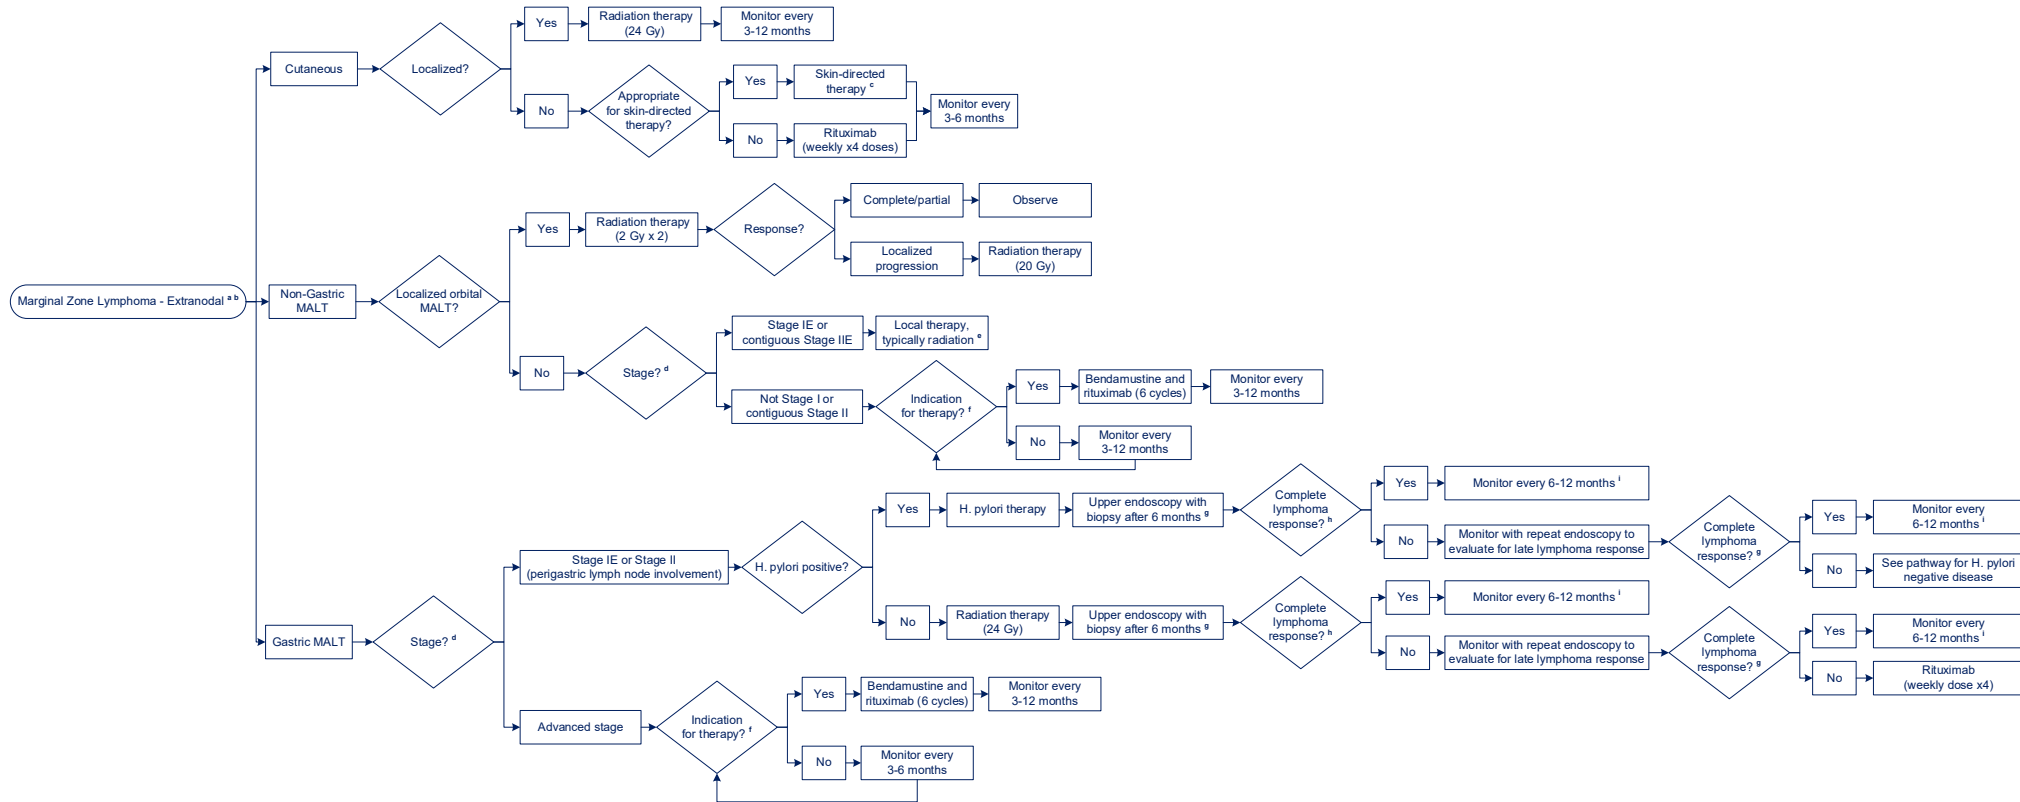 Yes
Radiation therapy
(24 Gy)
Monitor every
3-12 months
Cutaneous
Localized?
No
Appropriate
for skin-directed
therapy?
Yes
Skin-directed
therapy c
No
Rituximab
(weekly x4 doses)
Monitor every
3-6 months
Marginal Zone Lymphoma - Extranodal a b
Non-Gastric
MALT
Localized orbital
MALT?
Yes
Radiation therapy
(2 Gy x 2)
Response?
Complete/partial
Observe
Localized
progression
Radiation therapy
(20 Gy)
No
Stage? d
Stage IE or
contiguous Stage IIE
Local therapy,
typically radiation e
Not Stage I or
contiguous Stage II
Indication
for therapy? f
Yes
Bendamustine and
rituximab (6 cycles)
Monitor every
3-12 months
No
Monitor every
3-12 months
Gastric MALT
Stage? d
Stage IE or Stage II
(perigastric lymph node involvement)
H. pylori positive?
Yes
H. pylori therapy
Upper endoscopy with
biopsy after 6 months g
Complete
lymphoma
response? h
Yes
Monitor every 6-12 months i
No
Monitor with repeat endoscopy to
evaluate for late lymphoma response
Complete
lymphoma
response? g
Yes
Monitor every
6-12 months i
No
See pathway for H. pylori
negative disease
No
Radiation therapy
(24 Gy)
Upper endoscopy with
biopsy after 6 months g
Complete
lymphoma
response? h
Yes
Monitor every 6-12 months i
No
Monitor with repeat endoscopy to
evaluate for late lymphoma response
Complete
lymphoma
response? g
Yes
Monitor every
6-12 months i
No
Rituximab
(weekly dose x4)
Advanced stage
Indication
for therapy? f
Yes
Bendamustine and
rituximab (6 cycles)
Monitor every
3-12 months
No
Monitor every
3-6 months